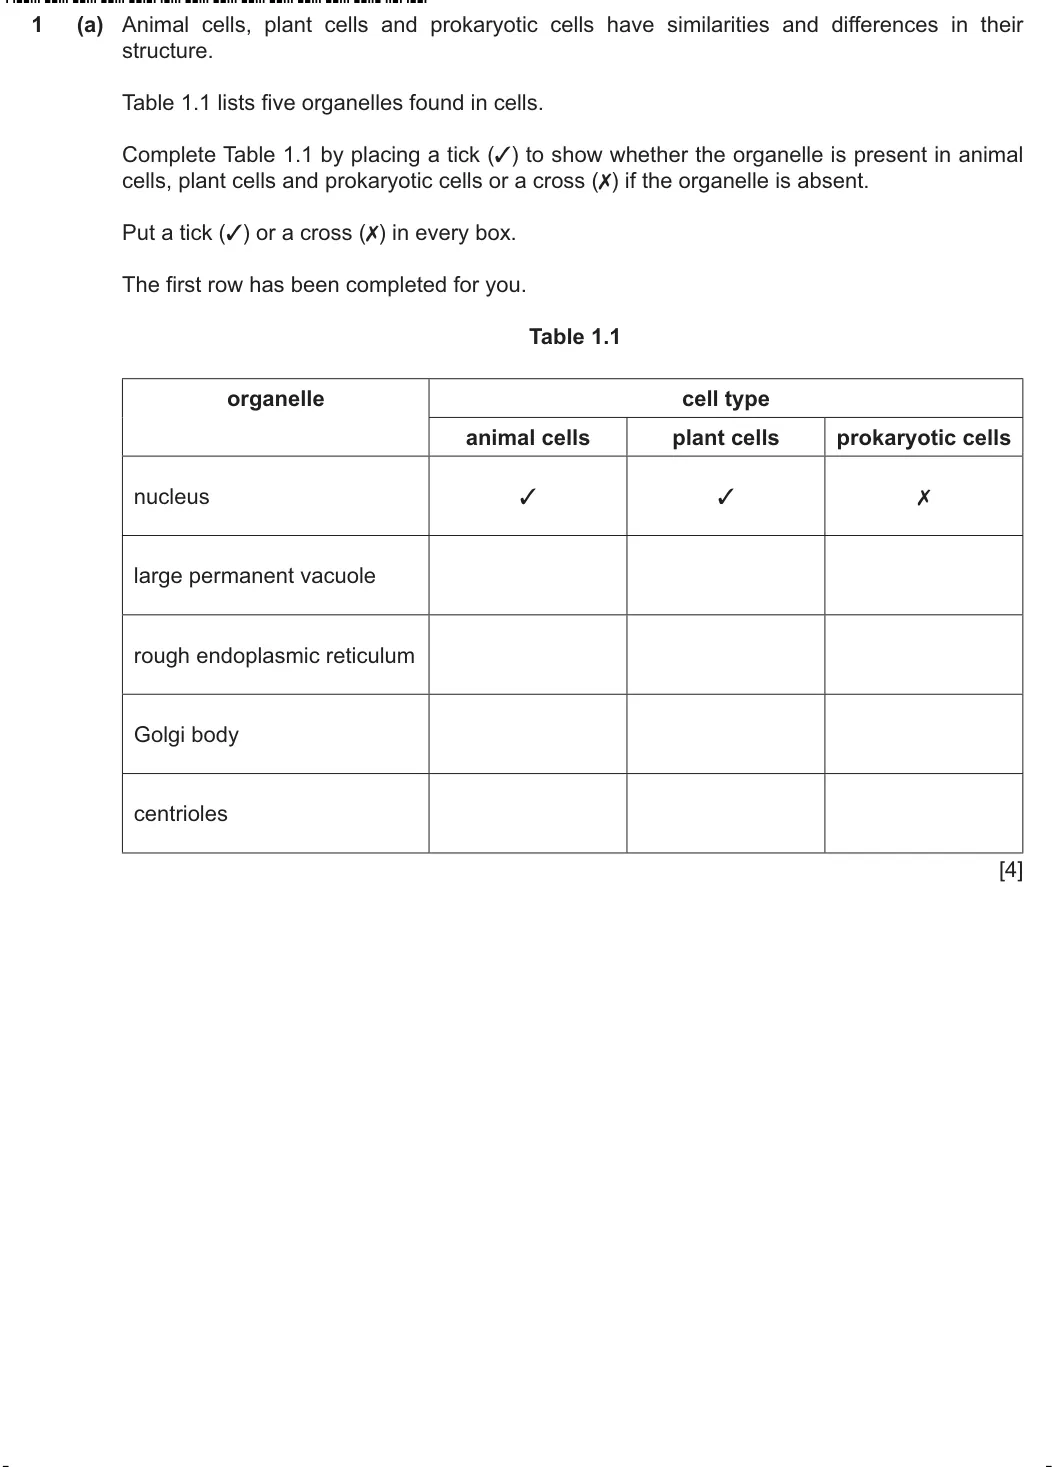 1 (a) Animal cells, plant cells and prokaryotic cells have similarities and differences in their
structure.
Table 1.1 lists five organelles found in cells.
Complete Table 1.1 by placing a tick (✓) to show whether the organelle is present in animal
cells, plant cells and prokaryotic cells or a cross (✗) if the organelle is absent.
Put a tick (✓) or a cross (✗) in every box.
The first row has been completed for you.
Table 1.1
organelle cell type
animal cells plant cells prokaryotic cells
nucleus ✓ ✓ ✗
large permanent vacuole
rough endoplasmic reticulum
Golgi body
centrioles
[4]